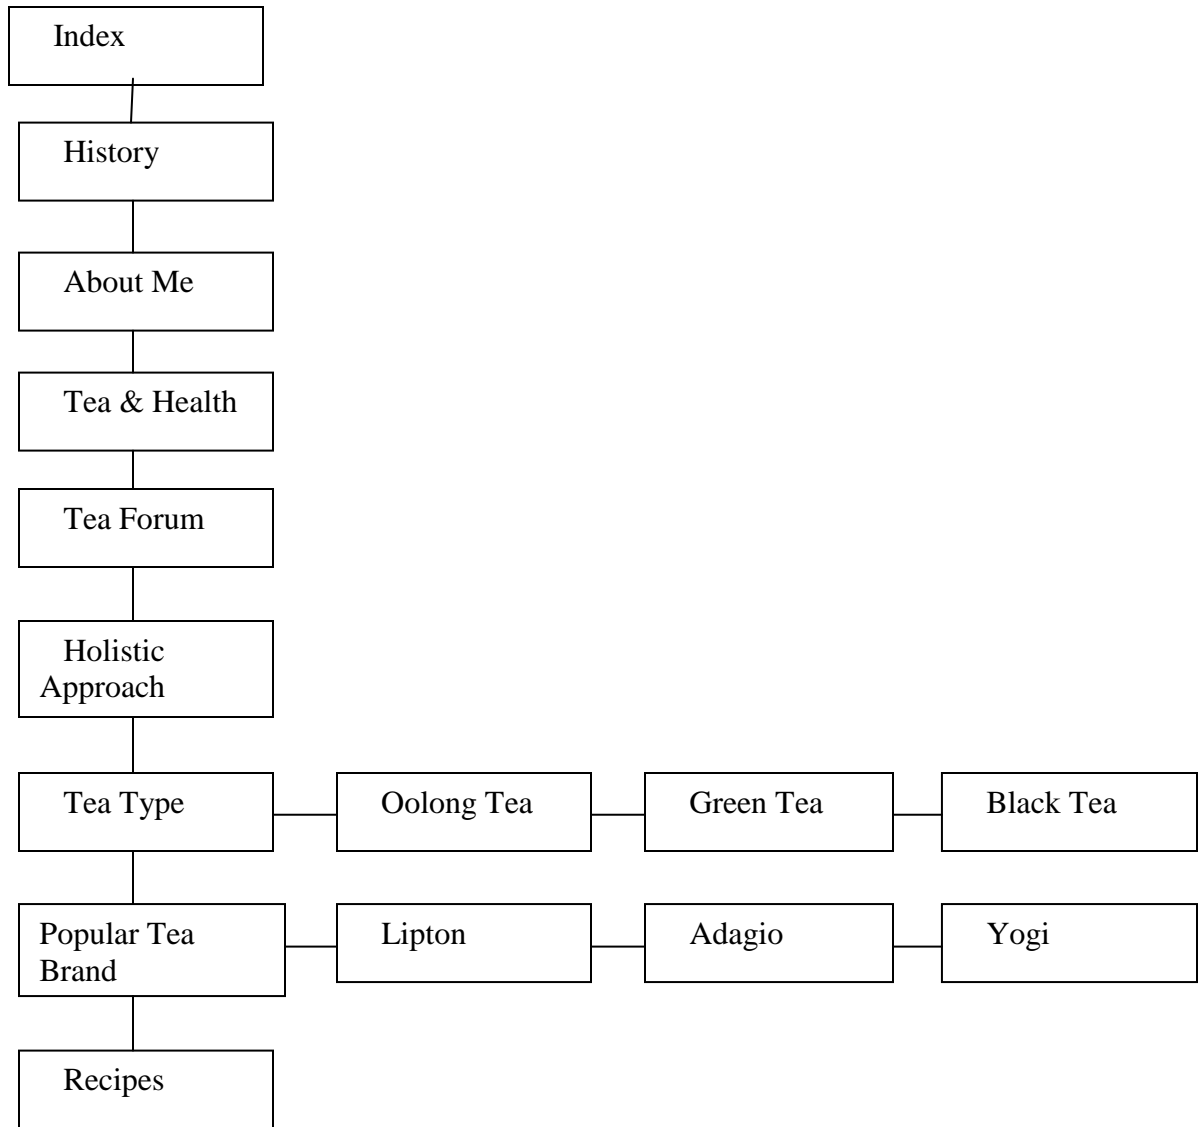 Index
History
About Me
Tea & Health
Tea Forum
Holistic
Approach
Tea Type
Oolong Tea
Green Tea
Black Tea
Popular Tea
Brand
Lipton
Adagio
Yogi
Recipes